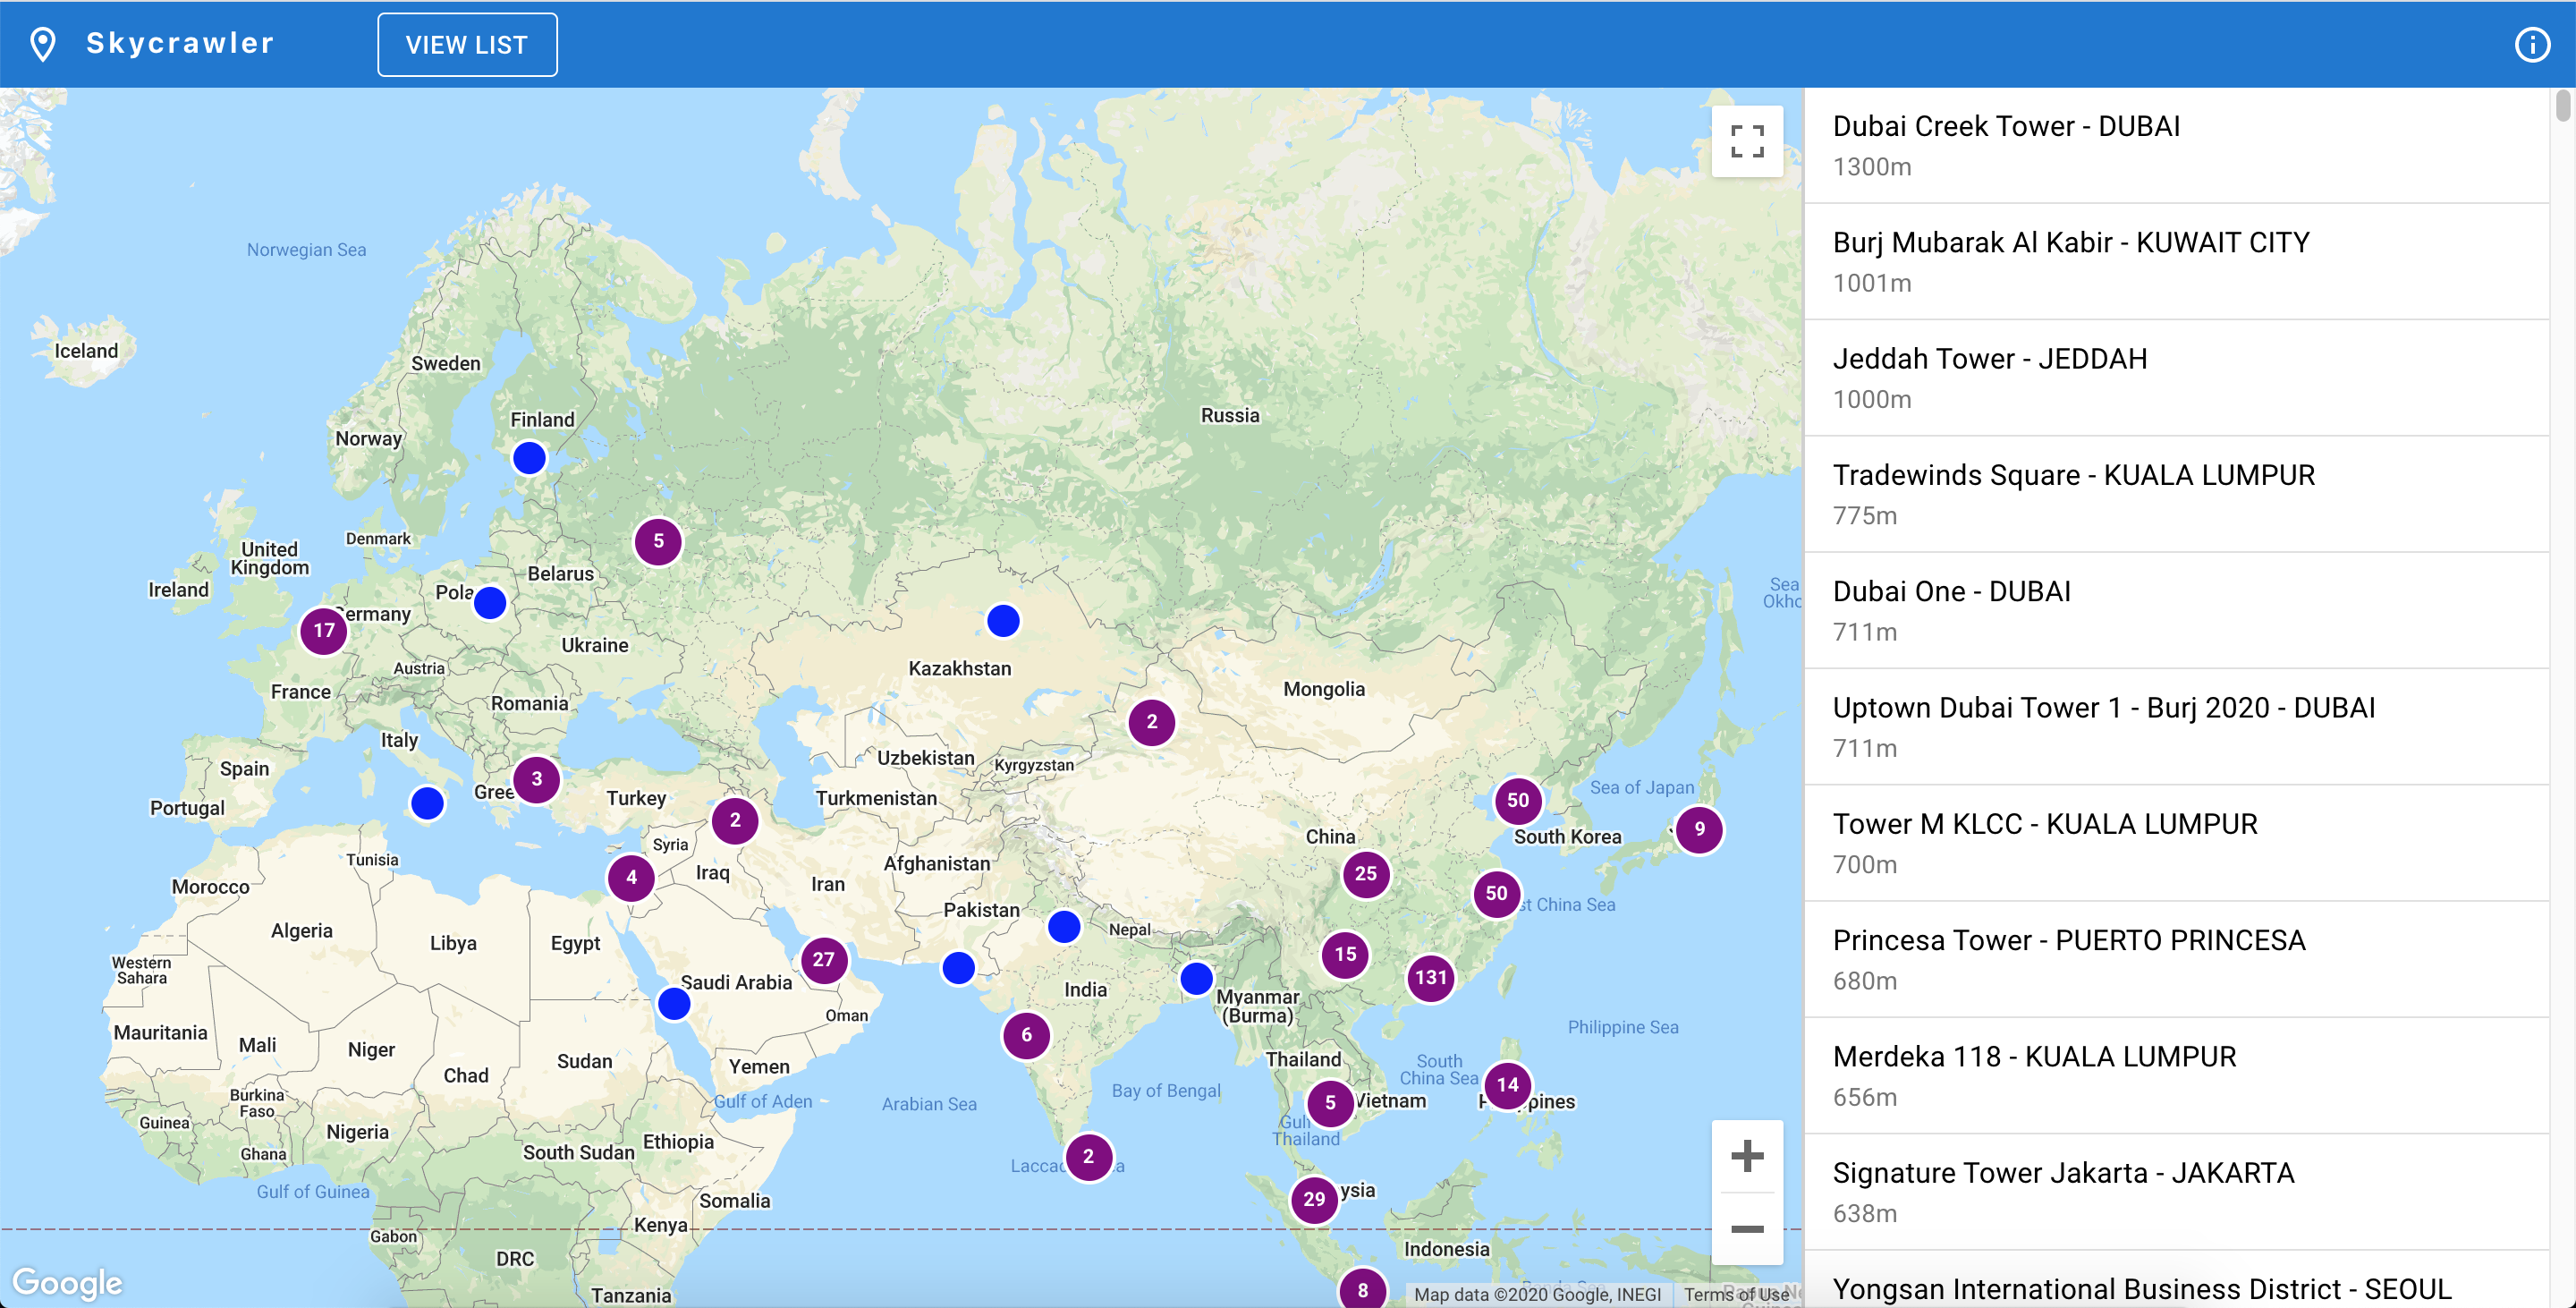 Skycrawler
VIEW LIST
Norwegian Sea
Iceland
Sweden
Finland
Norway
Russia
5
Denmark
United
Kingdom
Ireland
Belarus
Pola
17
ermany
Ukraine
Austria
France
Romania
Kazakhstan
Mongolia
2
Italy
Spain
Portugal
3
Gree
Turkey
Uzbekistan
Kyrgyzstan
Turkmenistan
2
50
Sea of Japan
9
South Korea
China
Tunisia
Syria
Iraq
Iran
Afghanistan
4
25
50
st China Sea
Morocco
Algeria
Libya
Egypt
Pakistan
Nepal
27
15
131
Western
Sahara
Saudi Arabia
India
Myanmar
(Burma)
Oman
Mauritania
Mali
Niger
Chad
Sudan
Yemen
6
Philippine Sea
Thailand
South
China Sea
14
5
Vietnam
Burkina
Faso
Gulf of Aden
Arabian Sea
Bay of Bengal
Guinea
Ghana
Nigeria
South Sudan
Ethiopia
Thailand
2
Gulf of Guinea
Somalia
29
ysia
Kenya
Gabon
DRC
Tanzania
Indonesia
8
Sea
Okho
Google
Map data ©2020 Google, INEGI
Terms of Use
Dubai Creek Tower - DUBAI
1300m
Burj Mubarak Al Kabir - KUWAIT CITY
1001m
Jeddah Tower - JEDDAH
1000m
Tradewinds Square - KUALA LUMPUR
775m
Dubai One - DUBAI
711m
Uptown Dubai Tower 1 - Burj 2020 - DUBAI
711m
Tower M KLCC - KUALA LUMPUR
700m
Princesa Tower - PUERTO PRINCESA
680m
Merdeka 118 - KUALA LUMPUR
656m
Signature Tower Jakarta - JAKARTA
638m
Yongsan International Business District - SEOUL